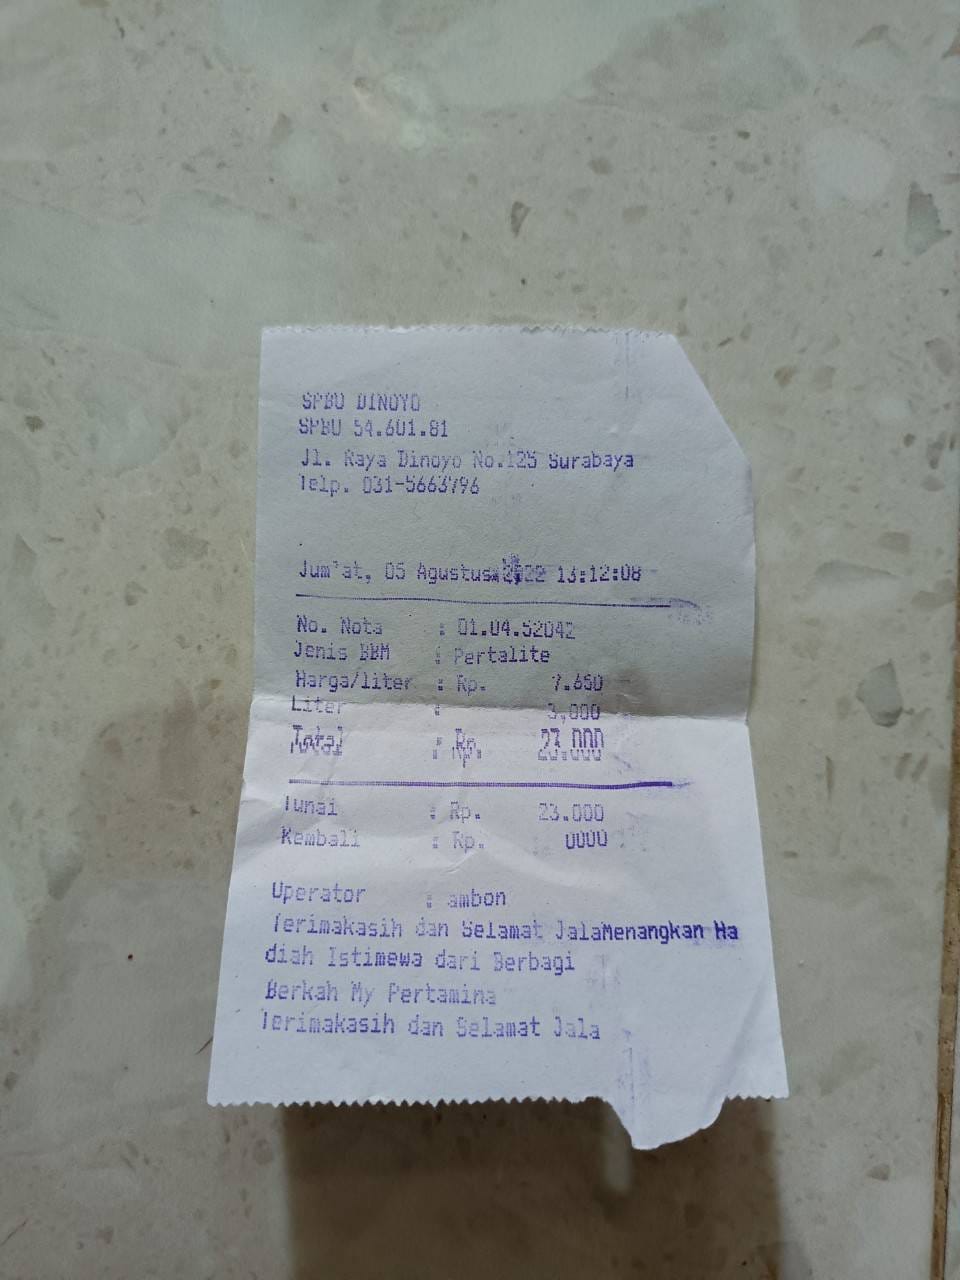 SPBU DINOYO
SPBU 54.601.81
Jl. Raya Dinoyo No.125 Surabaya
Telp. 031-5663796
Jum'at, 05 Agustus 2022 13:12:08
No. Nota : 01.04.52042
Jenis BBM : Pertalite
Harga/liter : Rp. 7.650
Liter : 3,000
Total : Rp. 23.000
Tunai : Rp. 23.000
Kembali : Rp. 0000
Operator : ambon
Terimakasih dan Selamat JalaMenangkan Ha
diah Istimewa dari Berbagi
Berkah My Pertamina
Terimakasih dan Selamat Jala